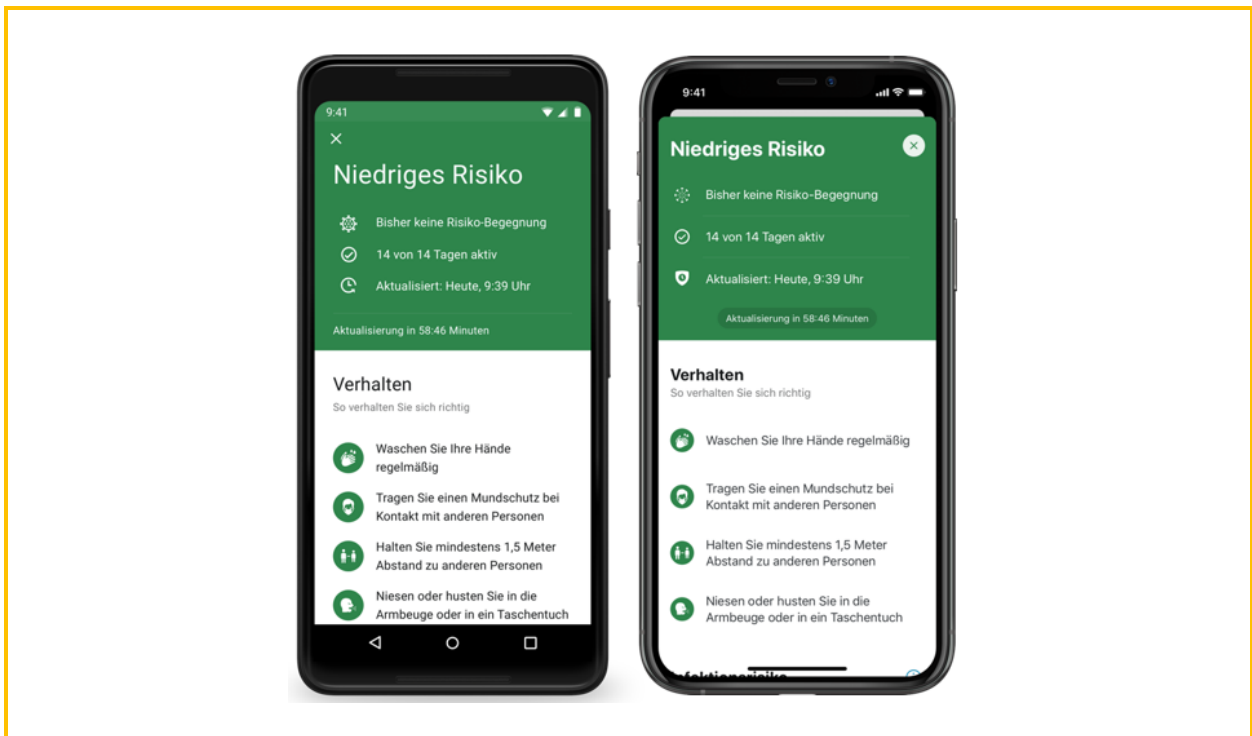 9:41
Niedriges Risiko
Bisher keine Risiko-Begegnung
14 von 14 Tagen aktiv
Aktualisiert: Heute, 9:39 Uhr
Aktualisierung in 58:46 Minuten
Verhalten
So verhalten Sie sich richtig
Waschen Sie Ihre Hände
regelmäßig
Tragen Sie einen Mundschutz bei
Kontakt mit anderen Personen
Halten Sie mindestens 1,5 Meter
Abstand zu anderen Personen
Niesen oder husten Sie in die
Armbeuge oder in ein Taschentuch
9:41
Niedriges Risiko
Bisher keine Risiko-Begegnung
14 von 14 Tagen aktiv
Aktualisiert: Heute, 9:39 Uhr
Aktualisierung in 58:46 Minuten
Verhalten
So verhalten Sie sich richtig
Waschen Sie Ihre Hände regelmäßig
Tragen Sie einen Mundschutz bei
Kontakt mit anderen Personen
Halten Sie mindestens 1,5 Meter
Abstand zu anderen Personen
Niesen oder husten Sie in die
Armbeuge oder in ein Taschentuch